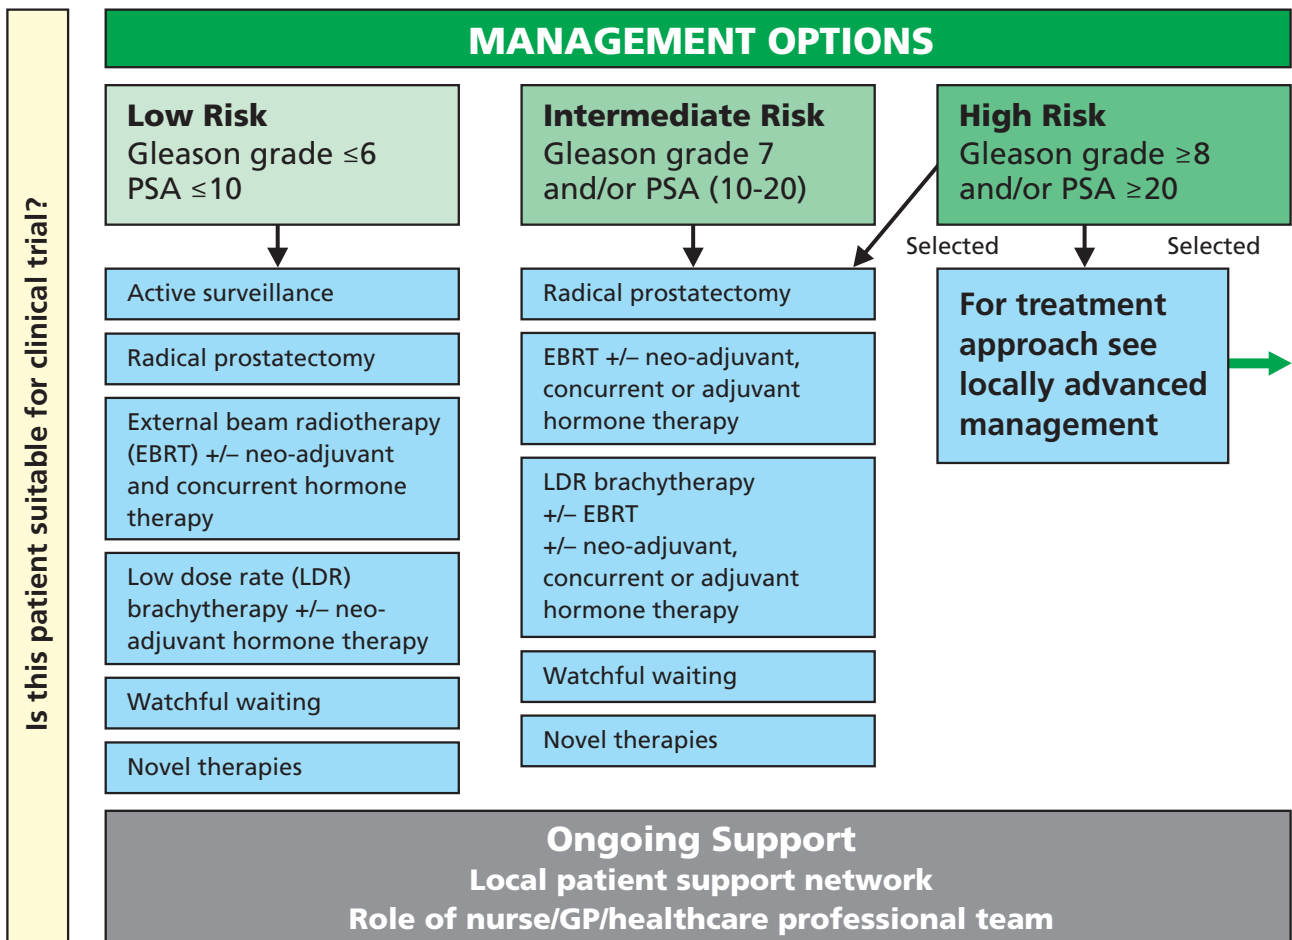 Is this patient suitable for clinical trial?
MANAGEMENT OPTIONS
Low Risk
Gleason grade ≤6
PSA ≤10
Active surveillance
Radical prostatectomy
External beam radiotherapy
(EBRT) +/– neo-adjuvant
and concurrent hormone
therapy
Low dose rate (LDR)
brachytherapy +/– neo-
adjuvant hormone therapy
Watchful waiting
Novel therapies
Intermediate Risk
Gleason grade 7
and/or PSA (10-20)
Radical prostatectomy
EBRT +/– neo-adjuvant,
concurrent or adjuvant
hormone therapy
LDR brachytherapy
+/– EBRT
+/– neo-adjuvant,
concurrent or adjuvant
hormone therapy
Watchful waiting
Novel therapies
High Risk
Gleason grade ≥8
and/or PSA ≥20
Selected
Selected
For treatment
approach see
locally advanced
management
Ongoing Support
Local patient support network
Role of nurse/GP/healthcare professional team